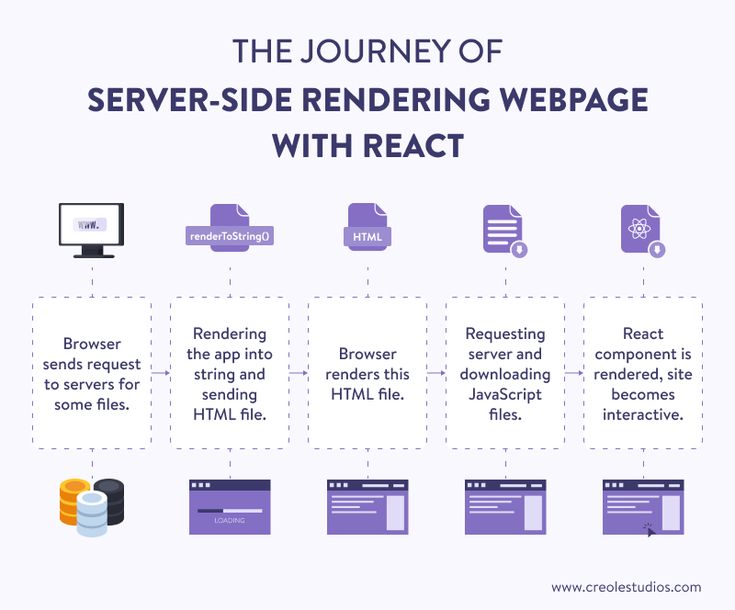 THE JOURNEY OF
SERVER-SIDE RENDERING WEBPAGE
WITH REACT
www.
renderToString()
HTML
Browser
sends request
to servers for
some files.
Rendering
the app into
string and
sending
HTML file.
Browser
renders this
HTML file.
Requesting
server and
downloading
JavaScript
files.
React
component is
rendered, site
becomes
interactive.
LOADING
www.creolestudios.com